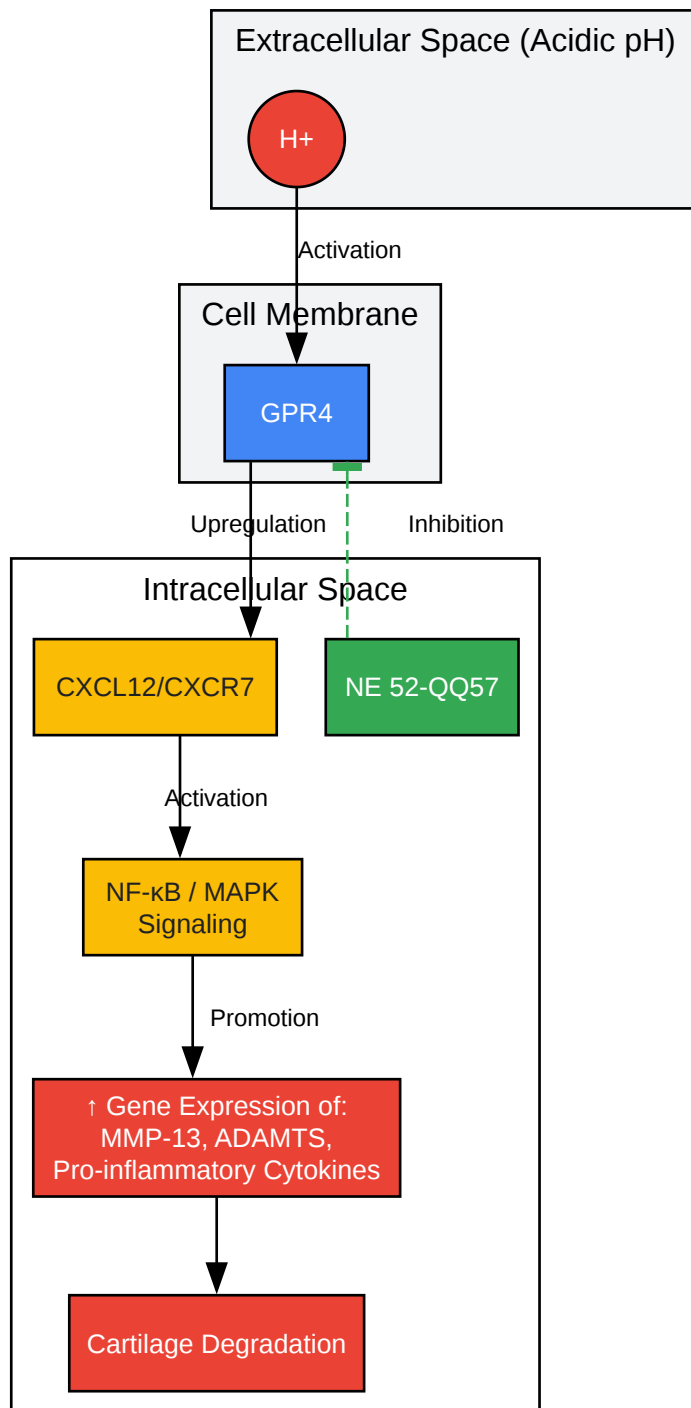 Extracellular Space (Acidic pH)
H+
Activation
Cell Membrane
GPR4
Upregulation
Inhibition
Intracellular Space
CXCL12/CXCR7
NE 52-QQ57
Activation
NF-κB / MAPK
Signaling
Promotion
↑ Gene Expression of:
MMP-13, ADAMTS,
Pro-inflammatory Cytokines
Cartilage Degradation